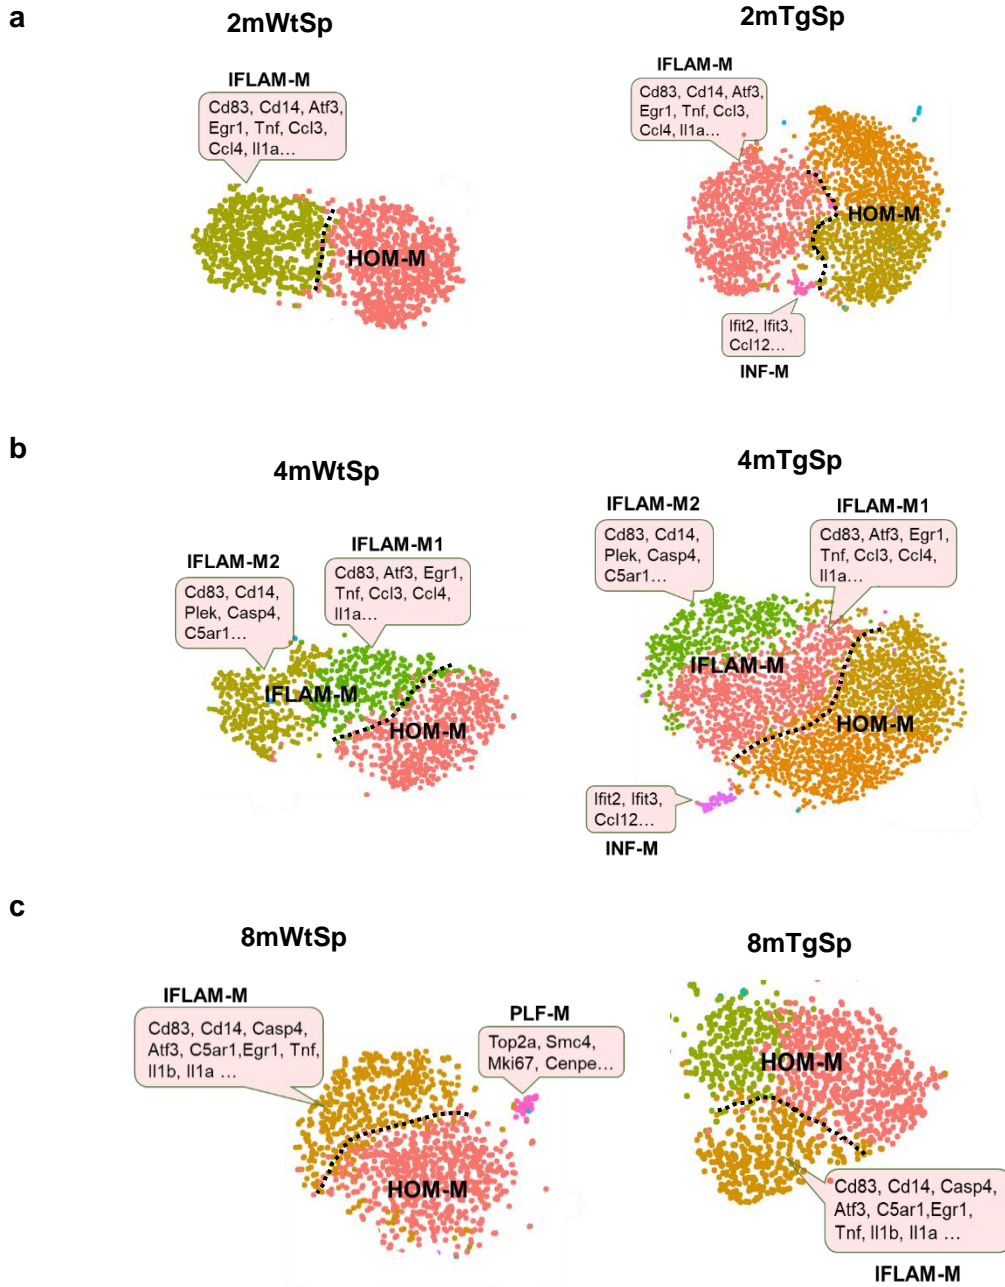 a
2mWtSp
2mTgSp
IFLAM-M
Cd83, Cd14, Atf3,
Egr1, Tnf, Ccl3,
Ccl4, Il1a…
HOM-M
IFLAM-M
Cd83, Cd14, Atf3,
Egr1, Tnf, Ccl3,
Ccl4, Il1a…
HOM-M
Ifit2, Ifit3,
Ccl12…
INF-M
b
4mWtSp
4mTgSp
IFLAM-M2
Cd83, Cd14,
Plek, Casp4,
C5ar1…
IFLAM-M1
Cd83, Atf3, Egr1,
Tnf, Ccl3, Ccl4,
Il1a…
IFLAM-M
HOM-M
IFLAM-M2
Cd83, Cd14,
Plek, Casp4,
C5ar1…
IFLAM-M1
Cd83, Atf3, Egr1,
Tnf, Ccl3, Ccl4,
Il1a…
IFLAM-M
HOM-M
Ifit2, Ifit3,
Ccl12…
INF-M
c
8mWtSp
8mTgSp
IFLAM-M
Cd83, Cd14, Casp4,
Atf3, C5ar1,Egr1, Tnf,
Il1b, Il1a …
PLF-M
Top2a, Smc4,
Mki67, Cenpe…
HOM-M
HOM-M
Cd83, Cd14, Casp4,
Atf3, C5ar1,Egr1,
Tnf, Il1b, Il1a …
IFLAM-M